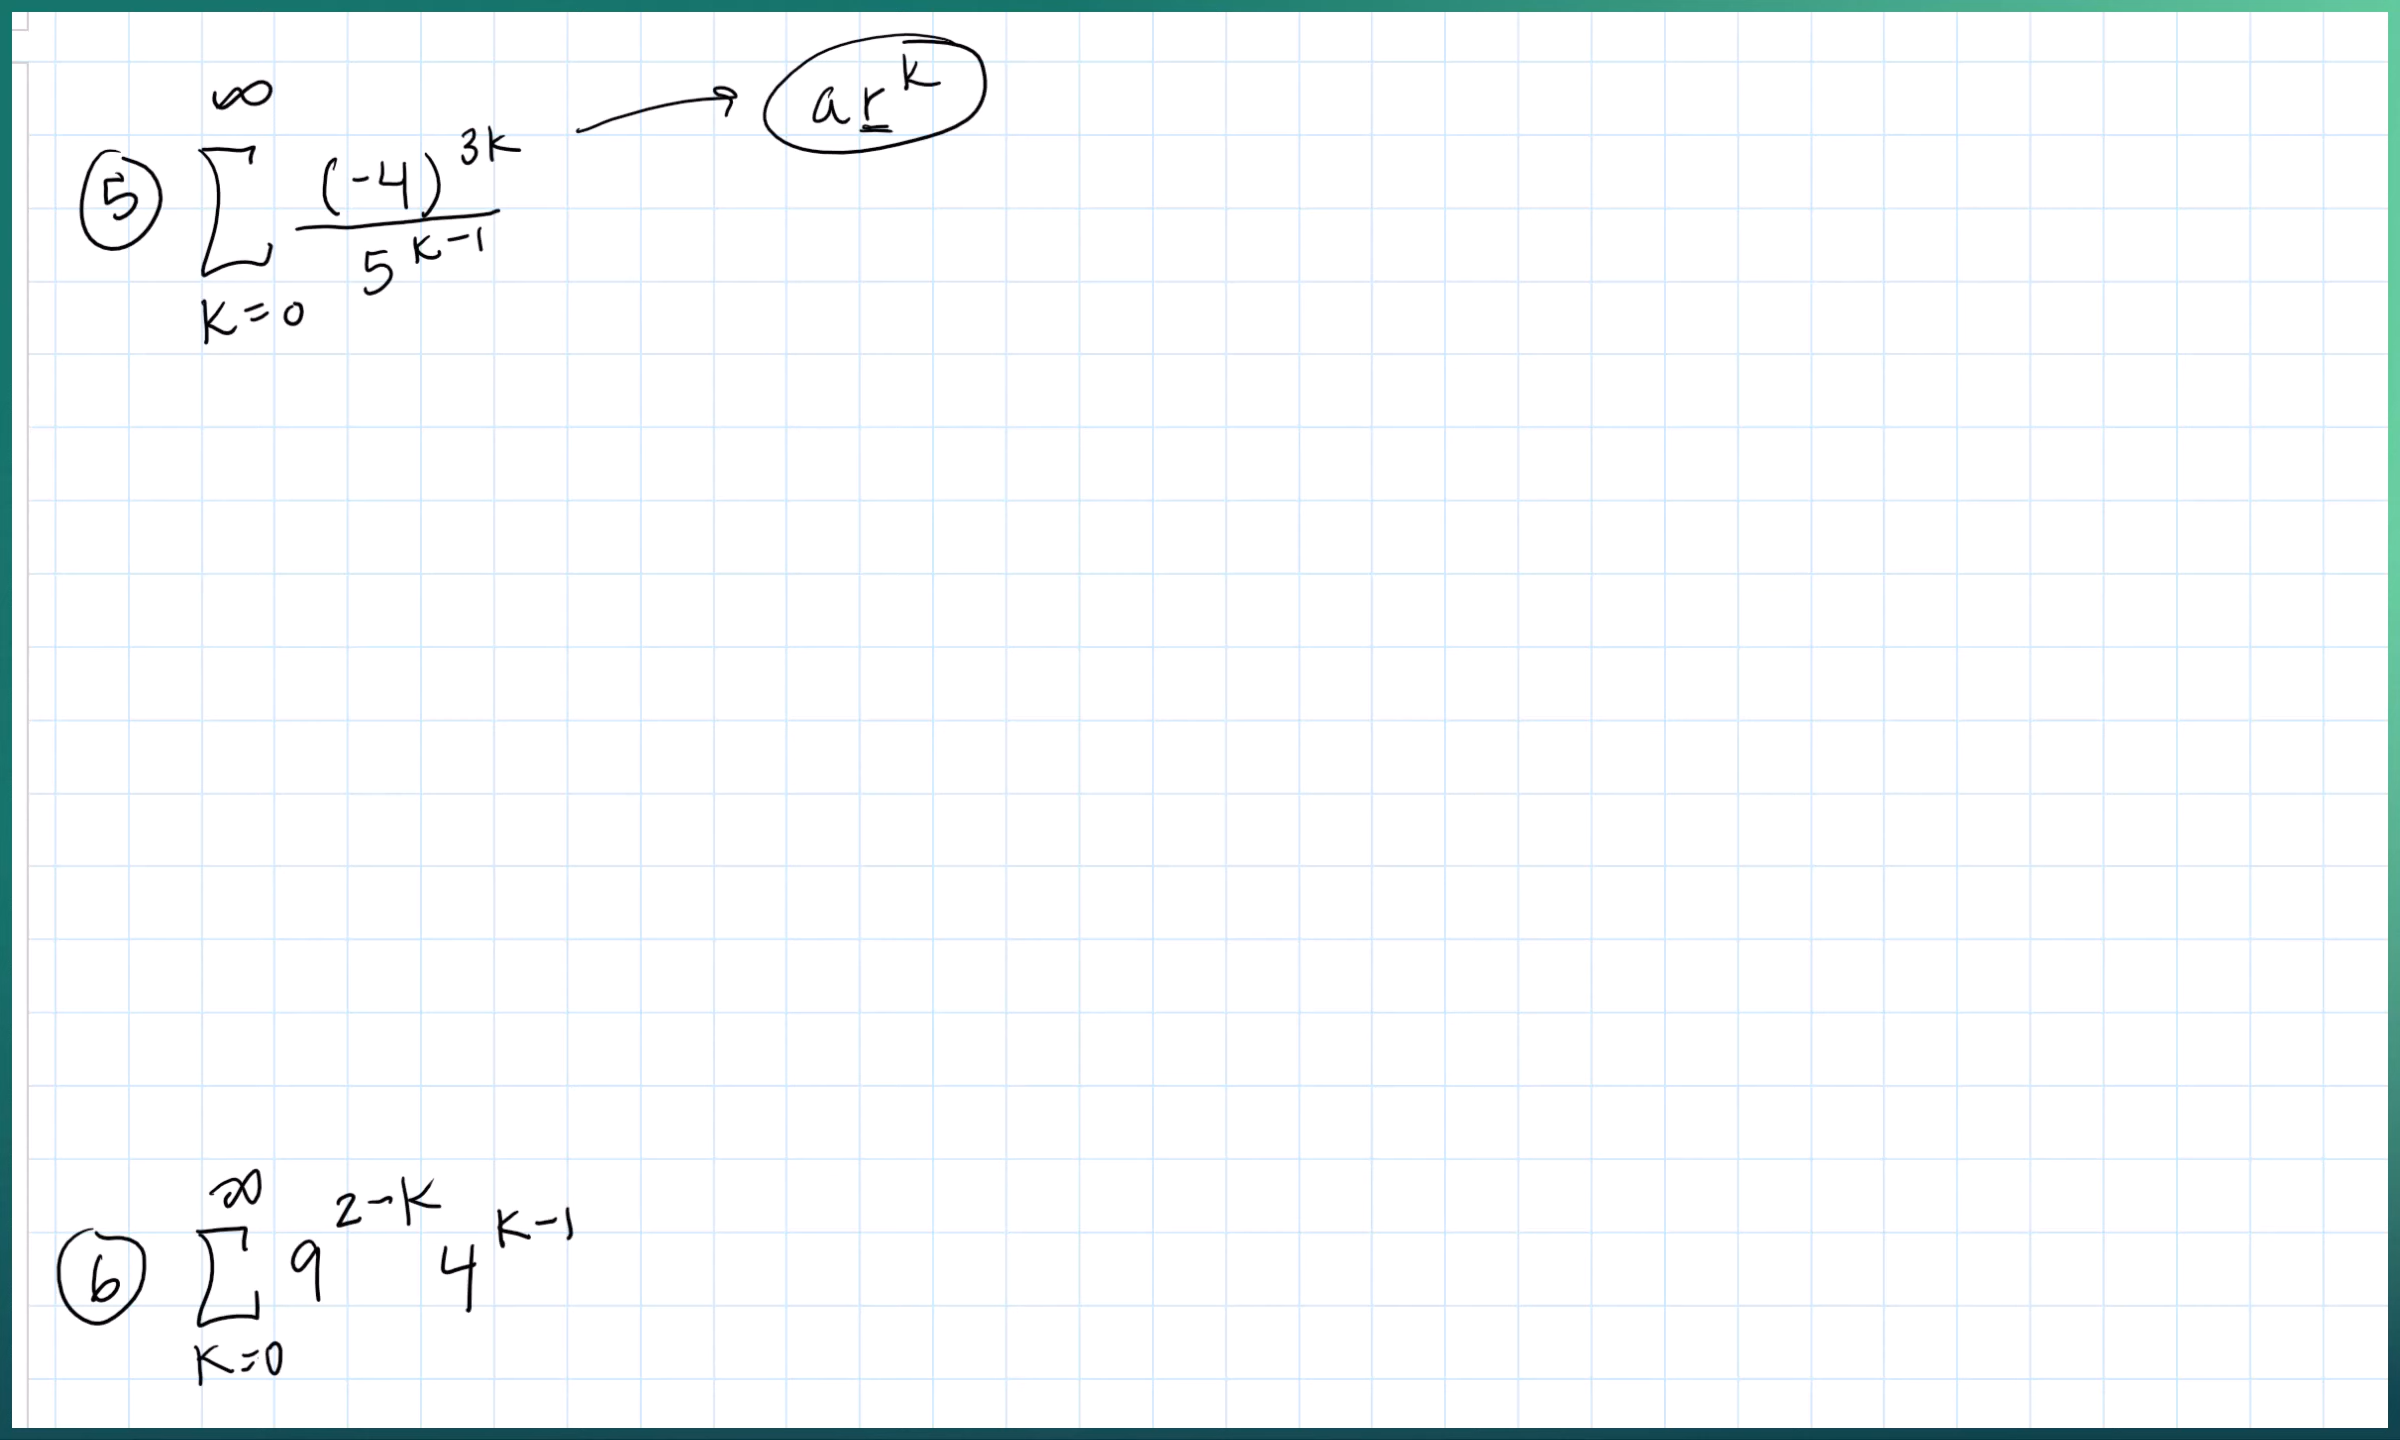 ⑤ ∞ ∑ k=0 (-4)^{3k} / 5^{k-1} → ar^k
⑥ ∞ ∑ k=0 9^{2-k} 4^{k-1}